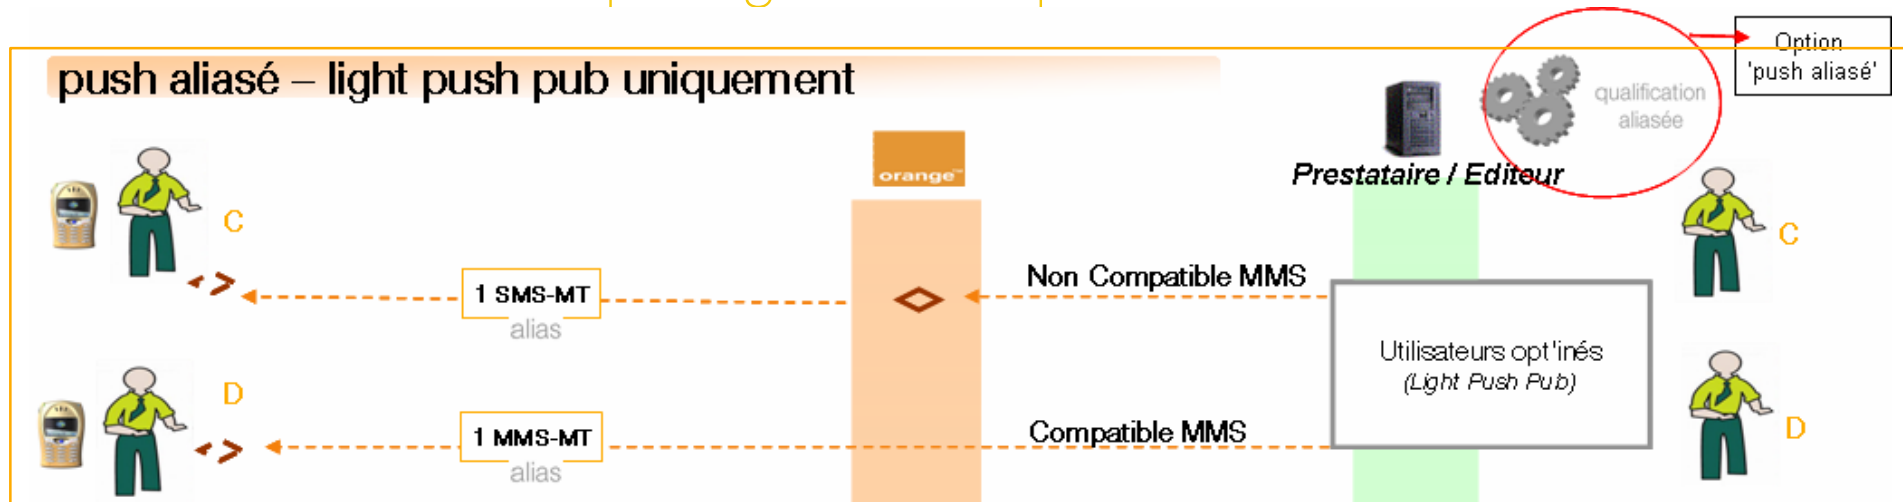 Option
'push aliasé'
push aliasé – light push pub uniquement
qualification
aliasée
orange™
Prestataire / Editeur
C
C
Non Compatible MMS
1 SMS-MT
alias
Utilisateurs opt'inés
(Light Push Pub)
D
D
1 MMS-MT
Compatible MMS
alias